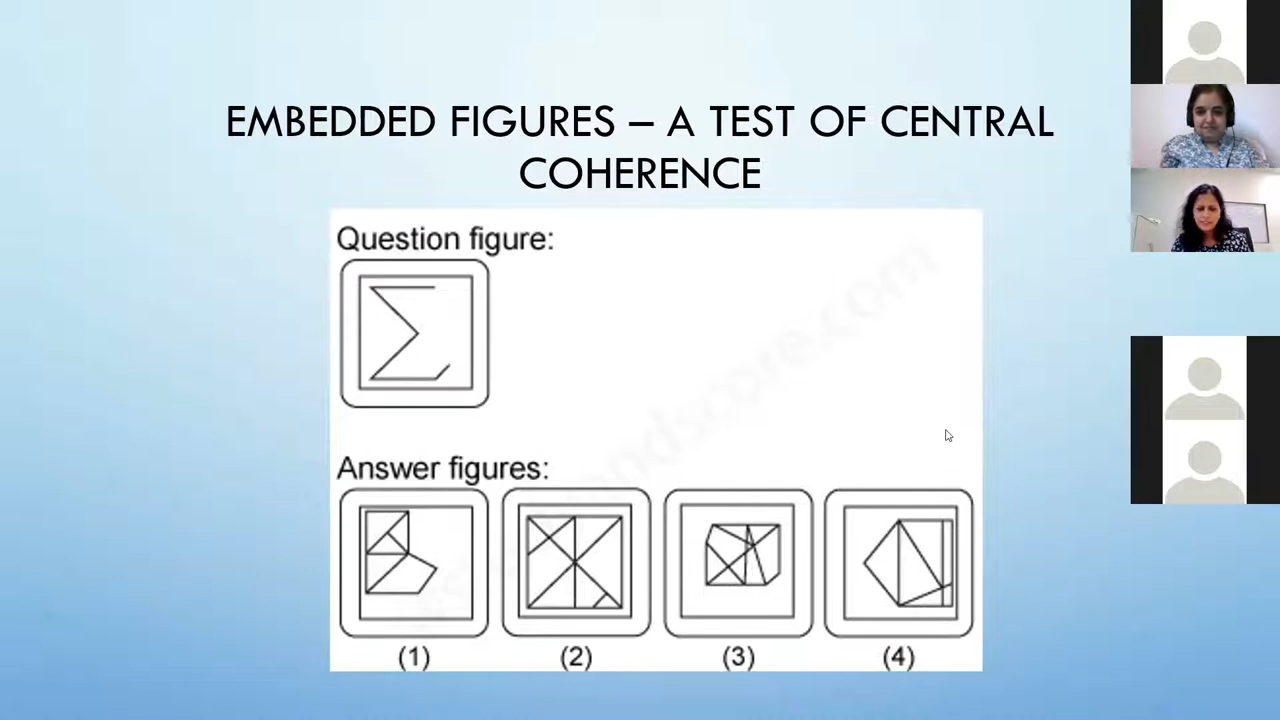 EMBEDDED FIGURES – A TEST OF CENTRAL
COHERENCE
Question figure:
Answer figures:
(1) (2) (3) (4)